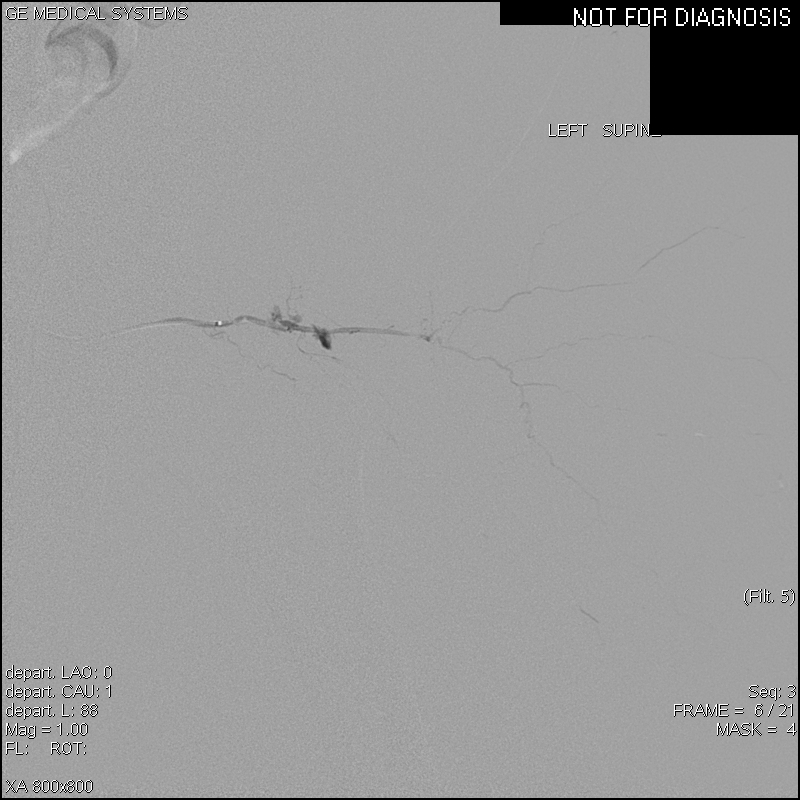 GE MEDICAL SYSTEMS
NOT FOR DIAGNOSIS
LEFT SUPINE
(Filt. 5)
depart. LAO: 0
depart. CAU: 1
depart. L: 88
Mag = 1.00
FL: ROT:
Seq: 3
FRAME = 6 / 21
MASK = 4
XA 800x800